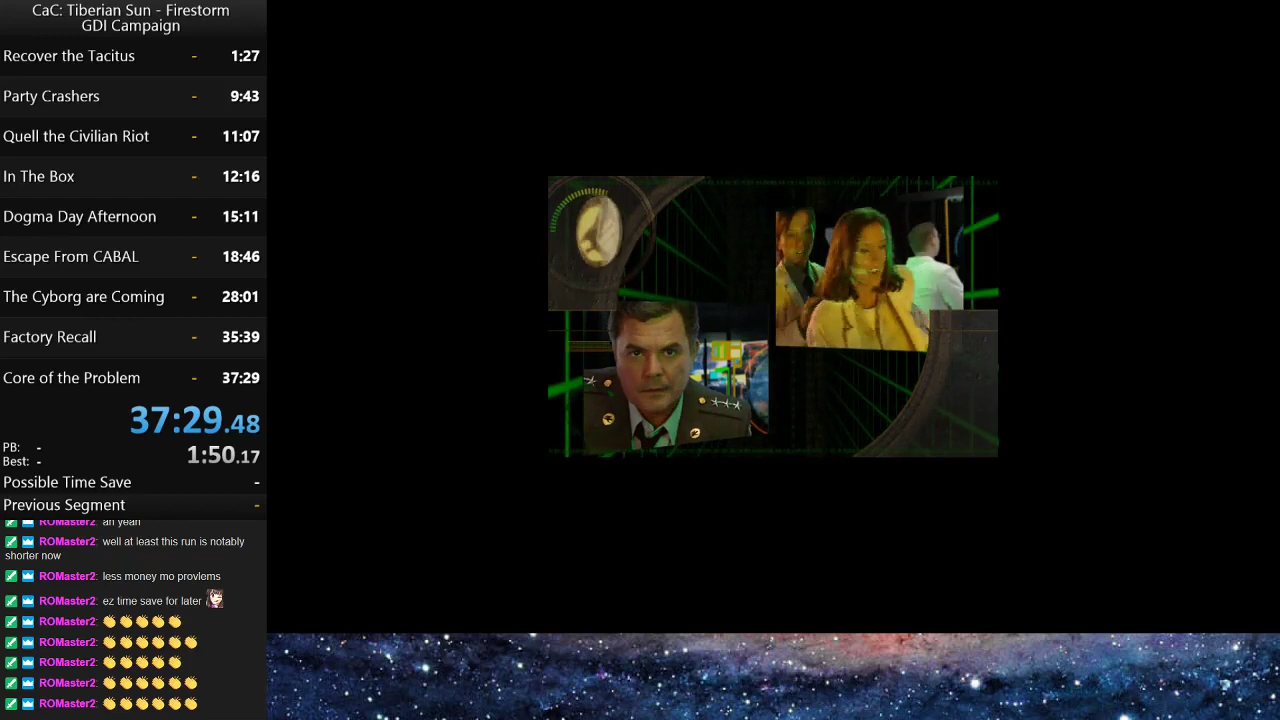 CaC: Tiberian Sun - Firestorm
GDI Campaign
Recover the Tacitus - 1:27
Party Crashers - 9:43
Quell the Civilian Riot - 11:07
In The Box - 12:16
Dogma Day Afternoon - 15:11
Escape From CABAL - 18:46
The Cyborg are Coming - 28:01
Factory Recall - 35:39
Core of the Problem - 37:29
37:29.48
PB: -
Best: -
1:50.17
Possible Time Save -
Previous Segment -
ROMaster2: ah yeah
ROMaster2: well at least this run is notably
shorter now
ROMaster2: less money mo provlems
ROMaster2: ez time save for later
ROMaster2:
ROMaster2:
ROMaster2:
ROMaster2:
ROMaster2: